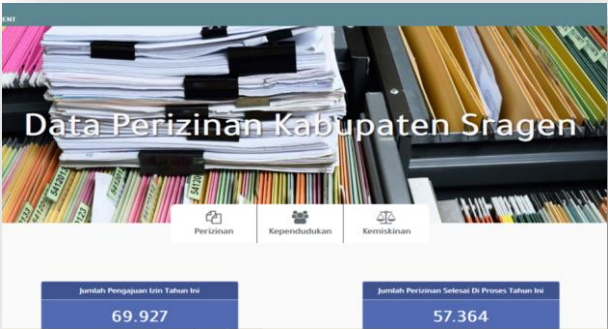 Data Perizinan Kabupaten Sragen
Perizinan
Kependudukan
Kemiskinan
Jumlah Pengajuan Izin Tahun Ini
69.927
Jumlah Perizinan Selesai Di Proses Tahun Ini
57.364